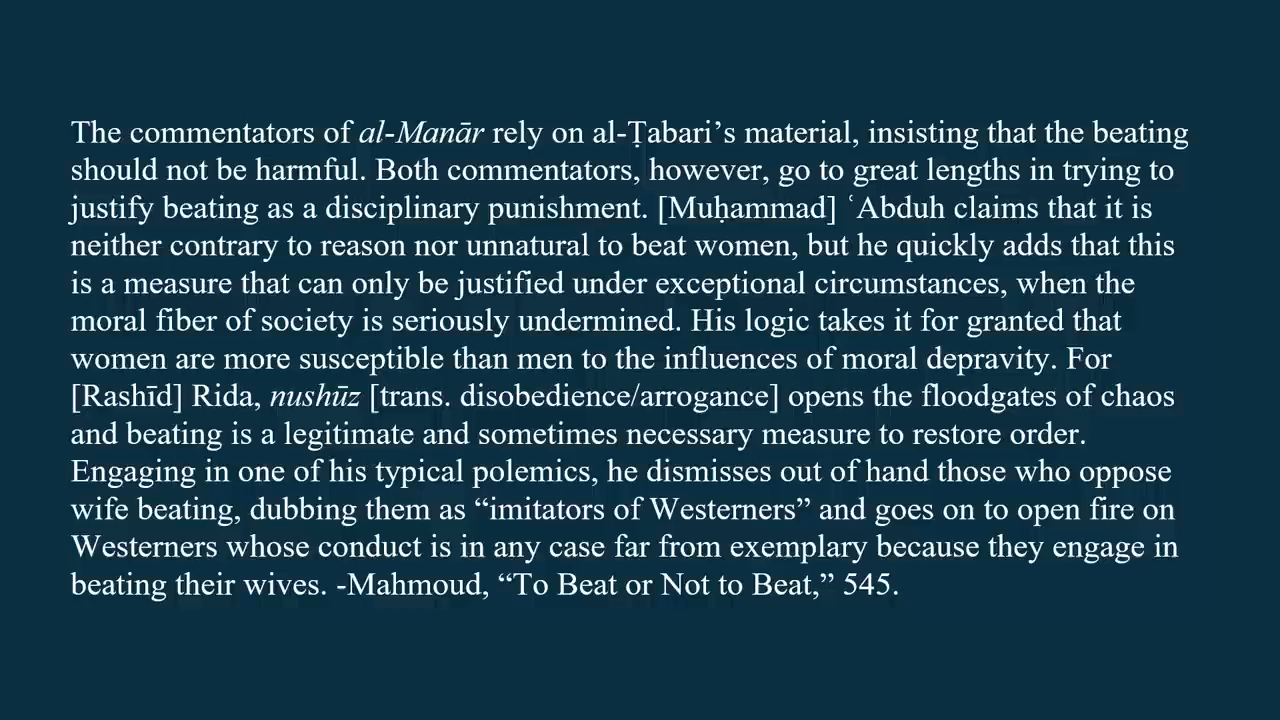 The commentators of al-Manār rely on al-Ṭabari’s material, insisting that the beating
should not be harmful. Both commentators, however, go to great lengths in trying to
justify beating as a disciplinary punishment. [Muḥammad] ʿAbduh claims that it is
neither contrary to reason nor unnatural to beat women, but he quickly adds that this
is a measure that can only be justified under exceptional circumstances, when the
moral fiber of society is seriously undermined. His logic takes it for granted that
women are more susceptible than men to the influences of moral depravity. For
[Rashīd] Rida, nushūz [trans. disobedience/arrogance] opens the floodgates of chaos
and beating is a legitimate and sometimes necessary measure to restore order.
Engaging in one of his typical polemics, he dismisses out of hand those who oppose
wife beating, dubbing them as “imitators of Westerners” and goes on to open fire on
Westerners whose conduct is in any case far from exemplary because they engage in
beating their wives. -Mahmoud, “To Beat or Not to Beat,” 545.